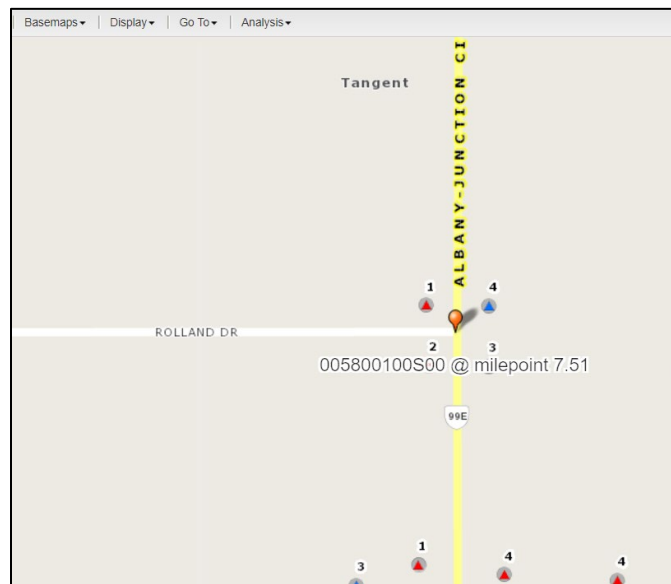 Basemaps Display Go To Analysis
Tangent
ALBANY-JUNCTION CI
1 4
ROLLAND DR
2 3
005800100S00 @ milepoint 7.51
99E
1
4
4
3